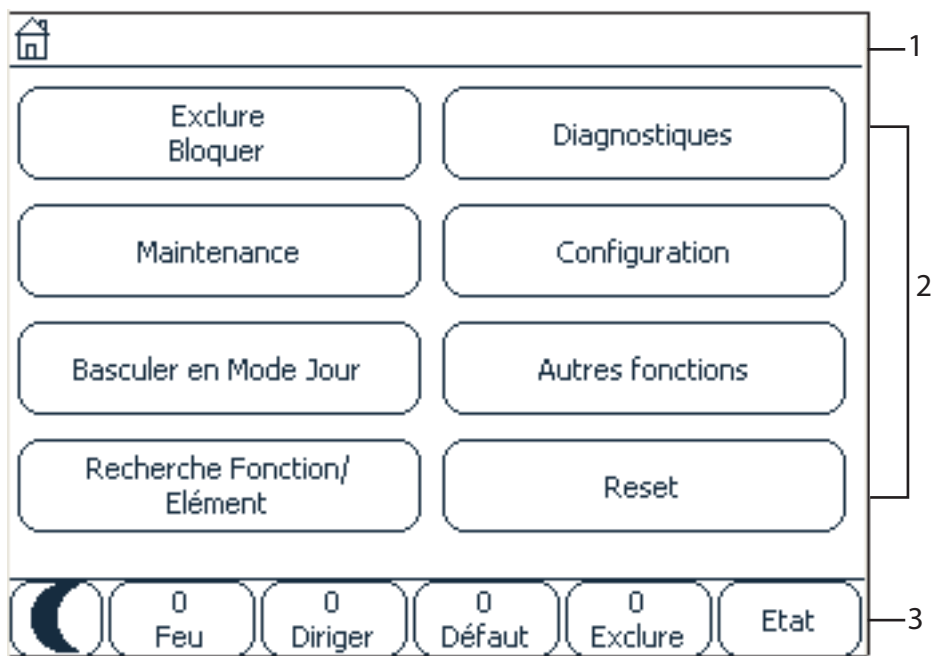 1
Exclure
Bloquer
Diagnostiques
Maintenance
Configuration
2
Basculer en Mode Jour
Autres fonctions
Recherche Fonction/
Elément
Reset
0
Feu
0
Diriger
0
Défaut
0
Exclure
Etat
3